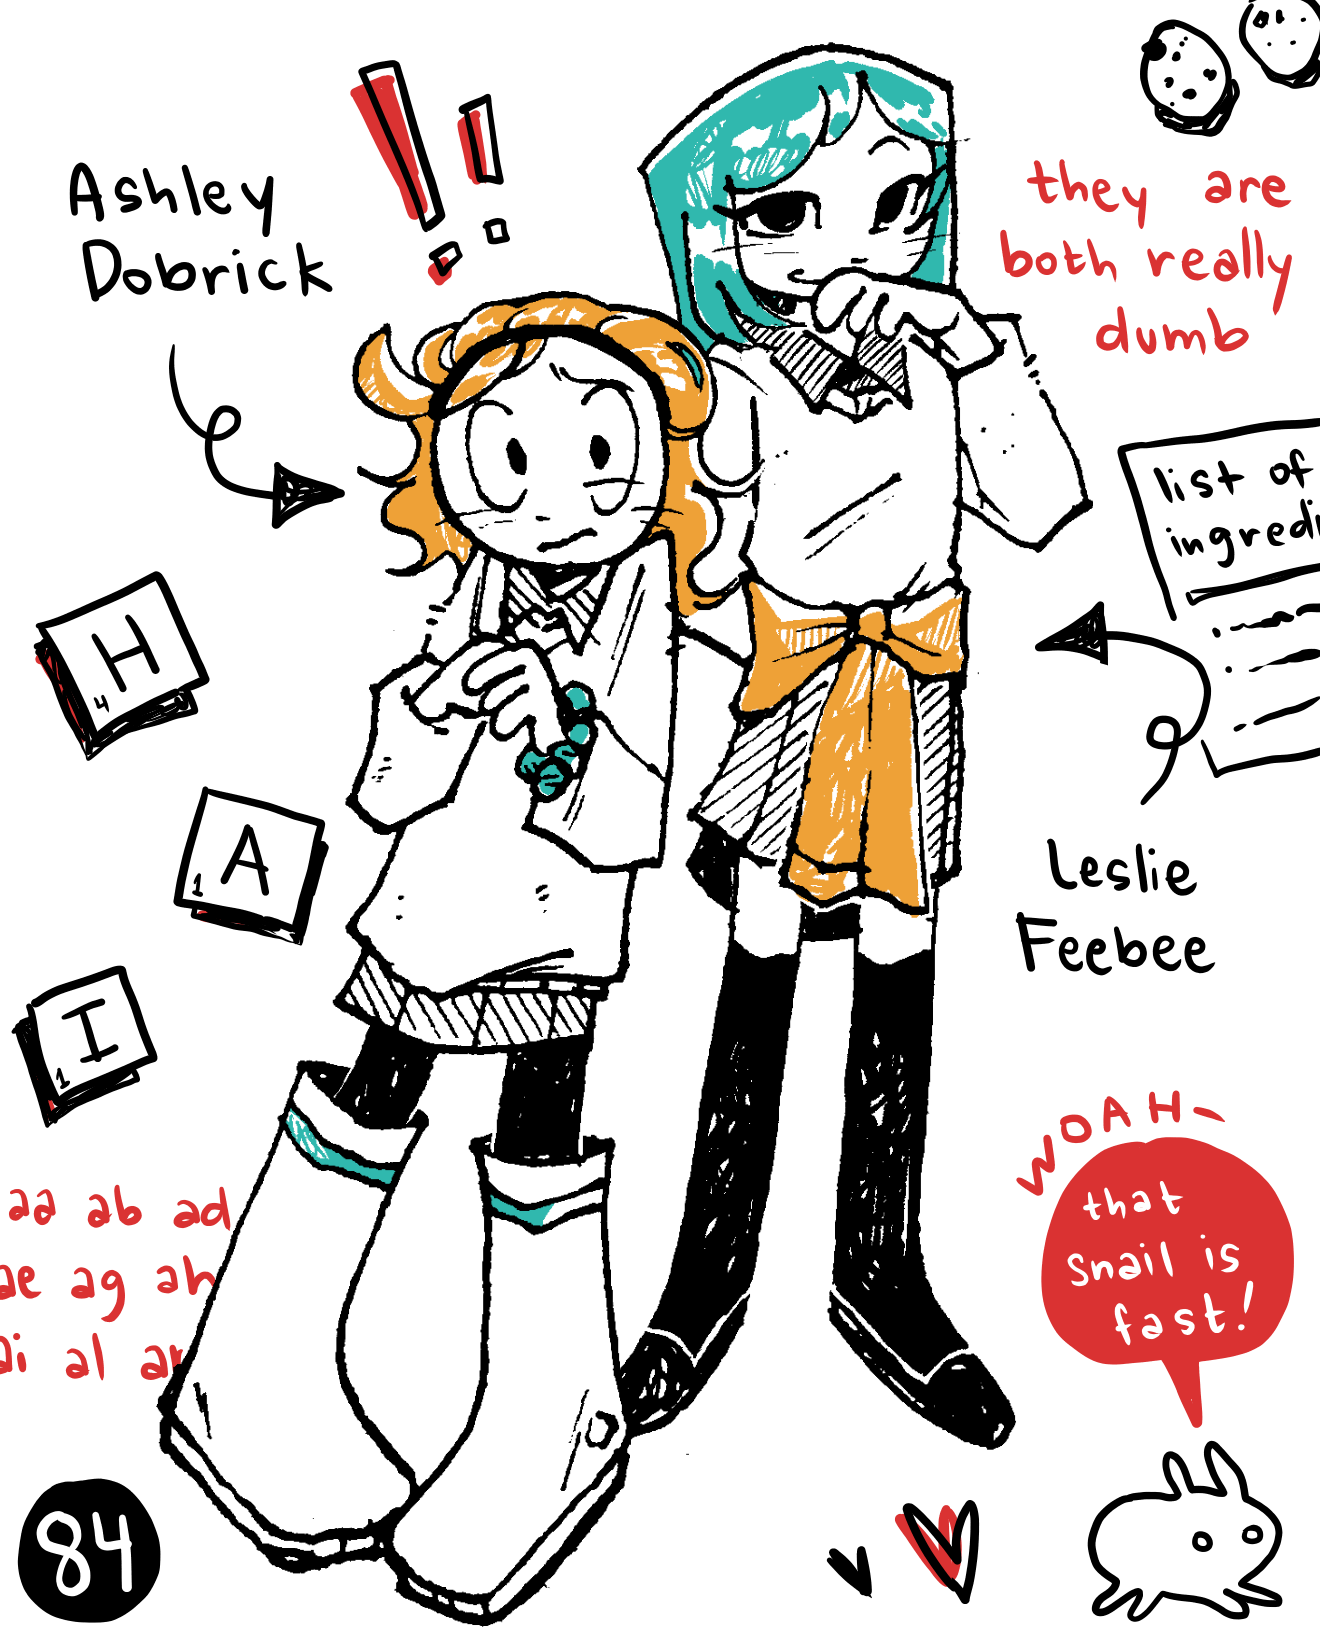 Ashley
Dobrick
they are
both really
dumb
list of
H
4
A
1
I
1
Leslie
Feebee
WOAH
that
snail is
fast!
aa ab ad
ae ag ah
ai al
84